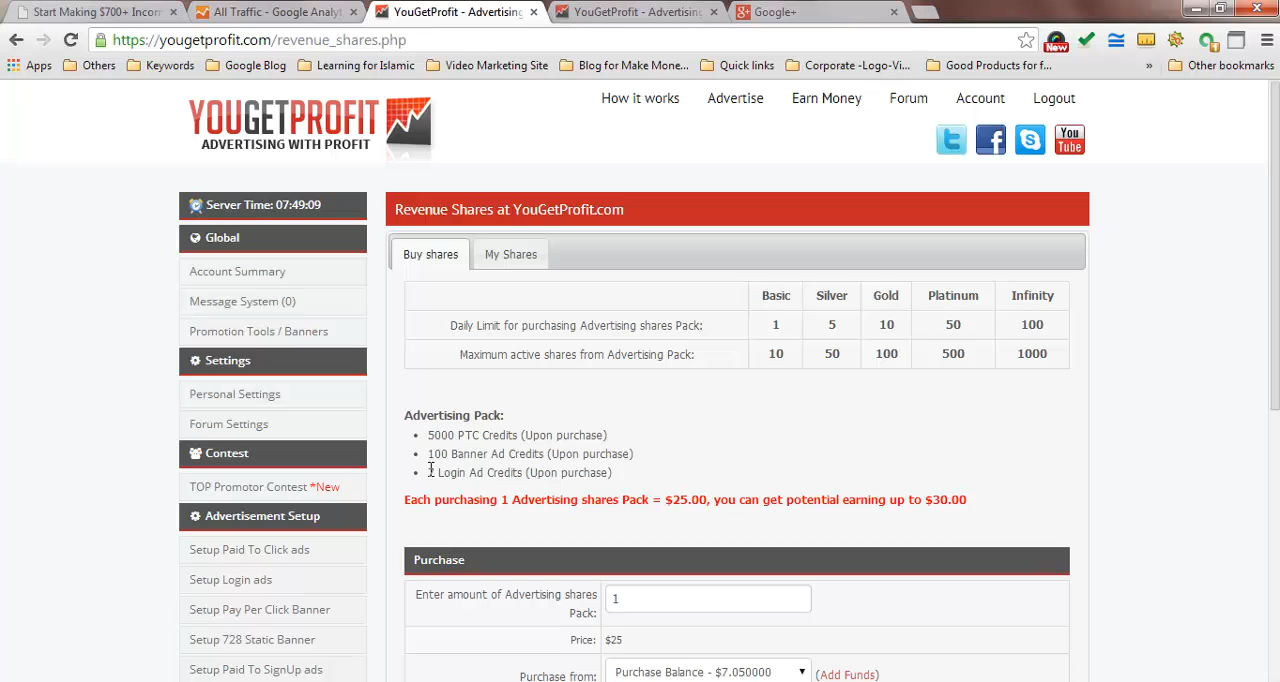 Start Making $700+ Incom
All Traffic - Google Analyt
YouGetProfit - Advertising
YouGetProfit - Advertising
Google+
https://yougetprofit.com/revenue_shares.php
New
Apps
Others
Keywords
Google Blog
Learning for Islamic
Video Marketing Site
Blog for Make Mone...
Quick links
Corporate -Logo-Vi...
Good Products for f...
»
Other bookmarks
YOUGETPROFIT
ADVERTISING WITH PROFIT
How it works
Advertise
Earn Money
Forum
Account
Logout
You Tube
Server Time: 07:49:09
Global
Account Summary
Message System (0)
Promotion Tools / Banners
Settings
Personal Settings
Forum Settings
Contest
TOP Promotor Contest *New
Advertisement Setup
Setup Paid To Click ads
Setup Login ads
Setup Pay Per Click Banner
Setup 728 Static Banner
Setup Paid To SignUp ads
Revenue Shares at YouGetProfit.com
Buy shares
My Shares
Basic Silver Gold Platinum Infinity
Daily Limit for purchasing Advertising shares Pack: 1 5 10 50 100
Maximum active shares from Advertising Pack: 10 50 100 500 1000
Advertising Pack:
5000 PTC Credits (Upon purchase)
100 Banner Ad Credits (Upon purchase)
Login Ad Credits (Upon purchase)
Each purchasing 1 Advertising shares Pack = $25.00, you can get potential earning up to $30.00
Purchase
Enter amount of Advertising shares Pack: 1
Price: $25
Purchase from: Purchase Balance - $7.050000 (Add Funds)